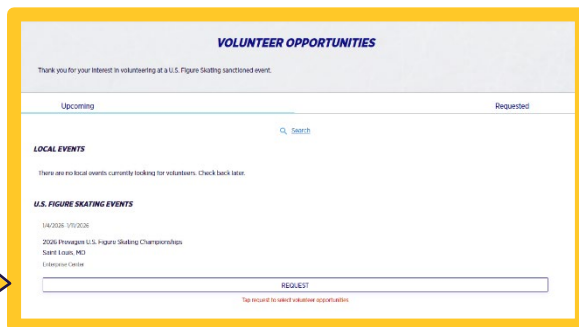 VOLUNTEER OPPORTUNITIES
Thank you for your interest in volunteering at a U.S. Figure Skating sanctioned event.
Upcoming
Requested
Search
LOCAL EVENTS
There are no local events currently looking for volunteers. Check back later.
U.S. FIGURE SKATING EVENTS
1/4/2026-1/11/2026
2026 Prevagen U.S. Figure Skating Championships
Saint Louis, MO
Enterprise Center
REQUEST
Tap request to select volunteer opportunities